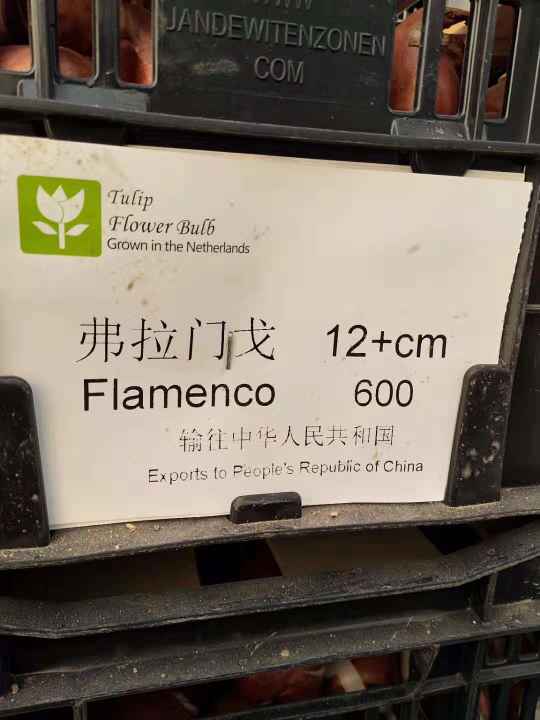 WWW
JANDEWITENZONEN
COM
Tulip
Flower Bulb
Grown in the Netherlands
弗拉门戈 12+cm
Flamenco 600
输往中华人民共和国
Exports to People's Republic of China